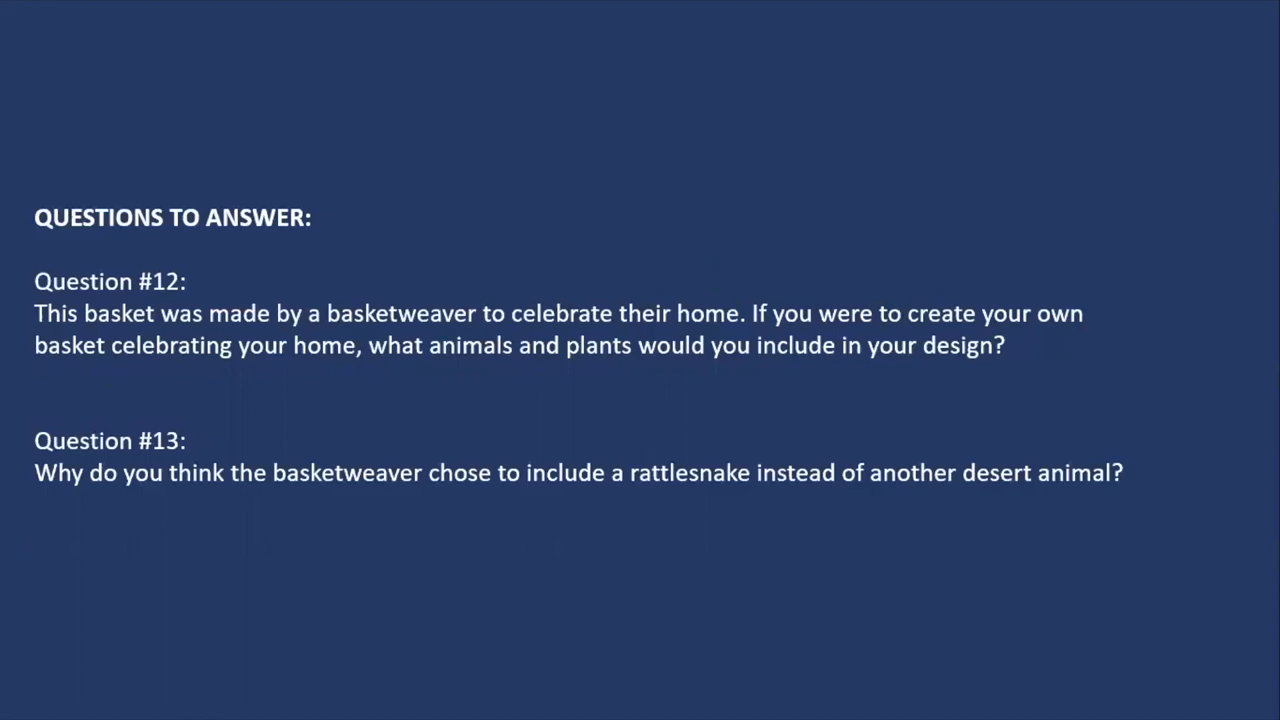 QUESTIONS TO ANSWER:
Question #12:
This basket was made by a basketweaver to celebrate their home. If you were to create your own
basket celebrating your home, what animals and plants would you include in your design?
Question #13:
Why do you think the basketweaver chose to include a rattlesnake instead of another desert animal?